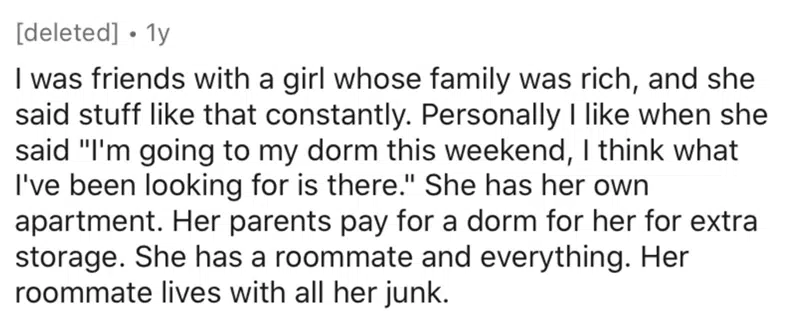 [deleted] • 1y
I was friends with a girl whose family was rich, and she
said stuff like that constantly. Personally I like when she
said "I'm going to my dorm this weekend, I think what
I've been looking for is there." She has her own
apartment. Her parents pay for a dorm for her for extra
storage. She has a roommate and everything. Her
roommate lives with all her junk.